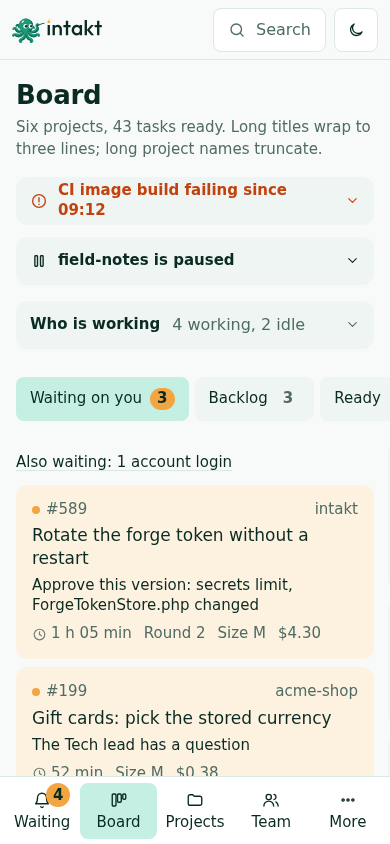 intakt
Search
Board
Six projects, 43 tasks ready. Long titles wrap to
three lines; long project names truncate.
CI image build failing since
09:12
field-notes is paused
Who is working 4 working, 2 idle
Waiting on you 3 Backlog 3 Ready
Also waiting: 1 account login
#589 intakt
Rotate the forge token without a
restart
Approve this version: secrets limit,
ForgeTokenStore.php changed
1 h 05 min Round 2 Size M $4.30
#199 acme-shop
Gift cards: pick the stored currency
The Tech lead has a question
52 min Size M $0.38
4
Waiting Board Projects Team More